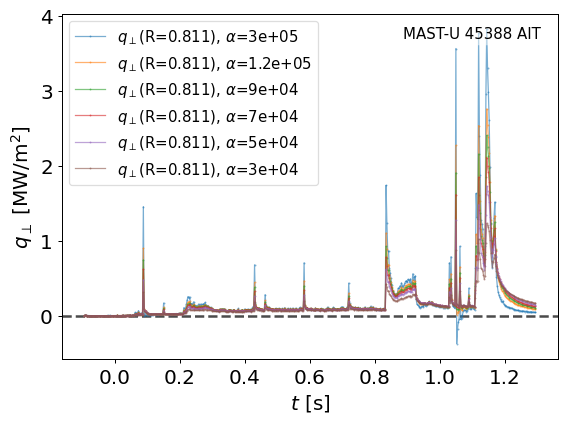 MAST-U 45388 AIT
q⊥(R=0.811), α=3e+05
q⊥(R=0.811), α=1.2e+05
q⊥(R=0.811), α=9e+04
q⊥(R=0.811), α=7e+04
q⊥(R=0.811), α=5e+04
q⊥(R=0.811), α=3e+04
q⊥ [MW/m²]
4
3
2
1
0
0.0 0.2 0.4 0.6 0.8 1.0 1.2
t [s]